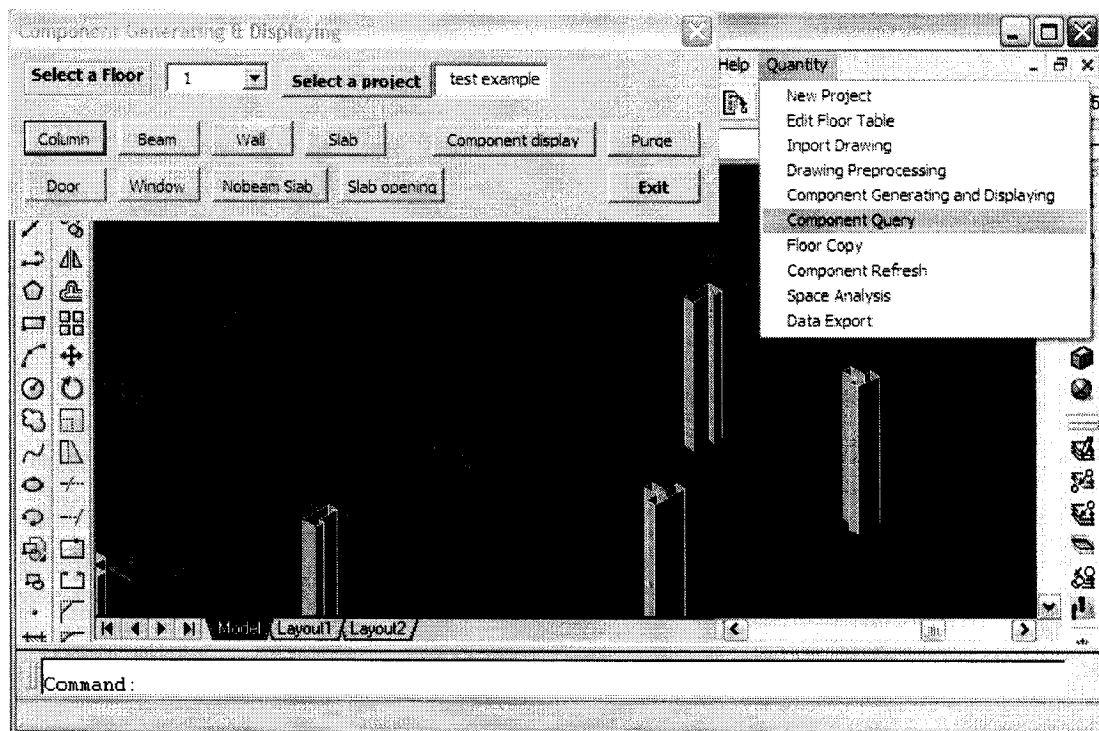 Component Generating & Displaying
Select a Floor 1 Select a project test example
Help Quantity
Column Beam Wall Slab Component display Purge
Door Window Nobeam Slab Slab opening Exit
New Project
Edit Floor Table
Inport Drawing
Drawing Preprocessing
Component Generating and Displaying
Component Query
Floor Copy
Component Refresh
Space Analysis
Data Export
Model Layout1 Layout2
Command: